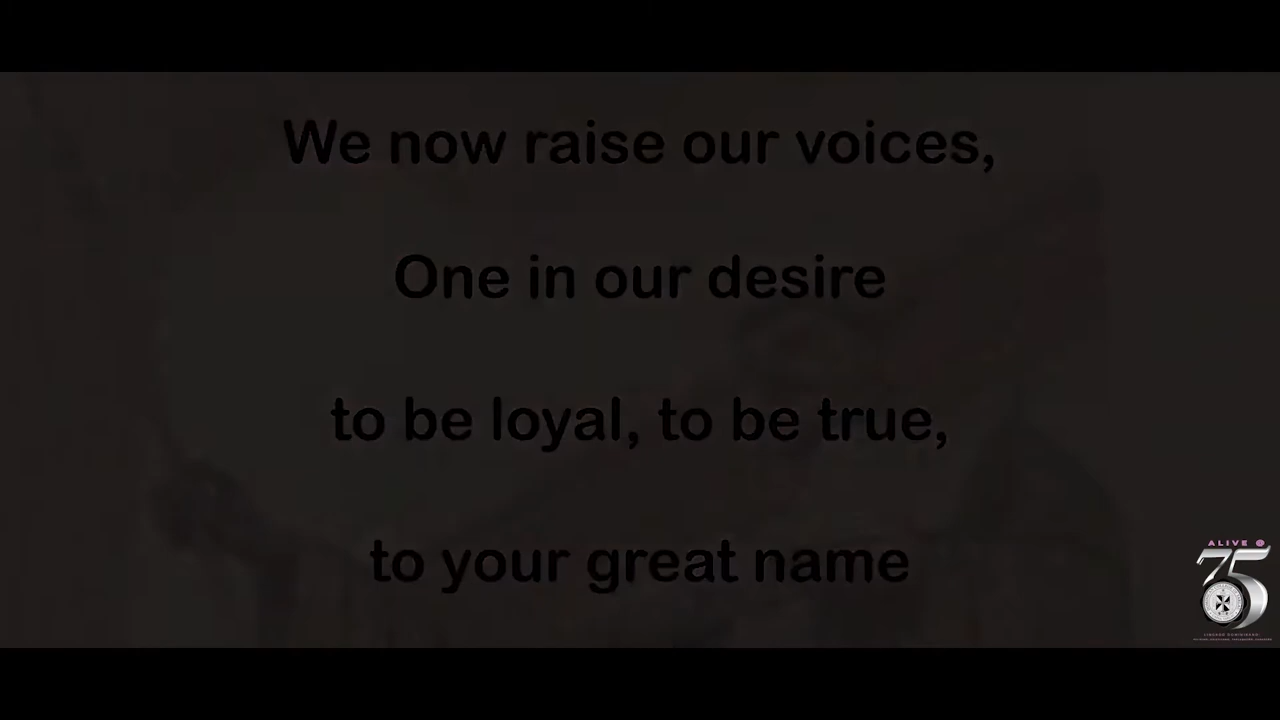 We now raise our voices,
One in our desire
to be loyal, to be true,
to your great name
ALIVE @
75